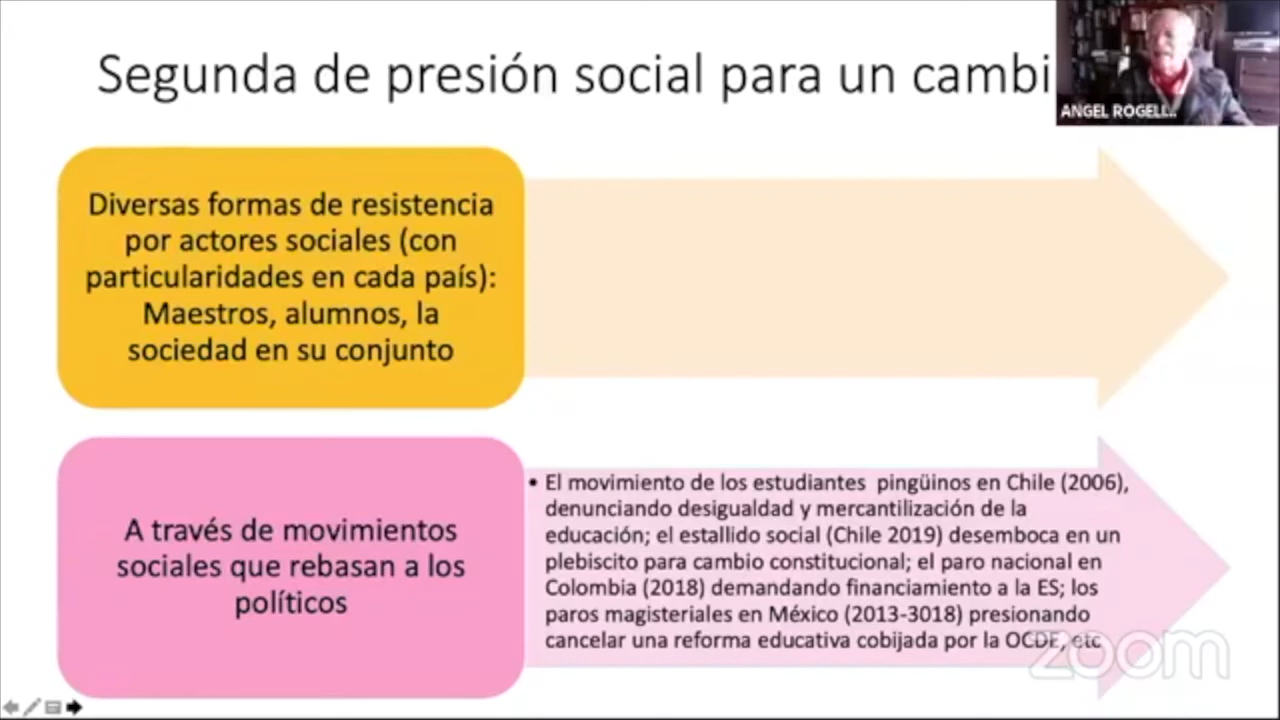 Segunda de presión social para un cambi
ANGEL ROGELI...
Diversas formas de resistencia
por actores sociales (con
particularidades en cada país):
Maestros, alumnos, la
sociedad en su conjunto
A través de movimientos
sociales que rebasan a los
políticos
• El movimiento de los estudiantes pingüinos en Chile (2006),
denunciando desigualdad y mercantilización de la
educación; el estallido social (Chile 2019) desemboca en un
plebiscito para cambio constitucional; el paro nacional en
Colombia (2018) demandando financiamiento a la ES; los
paros magisteriales en México (2013-3018) presionando
cancelar una reforma educativa cobijada por la OCDE, etc
zoom